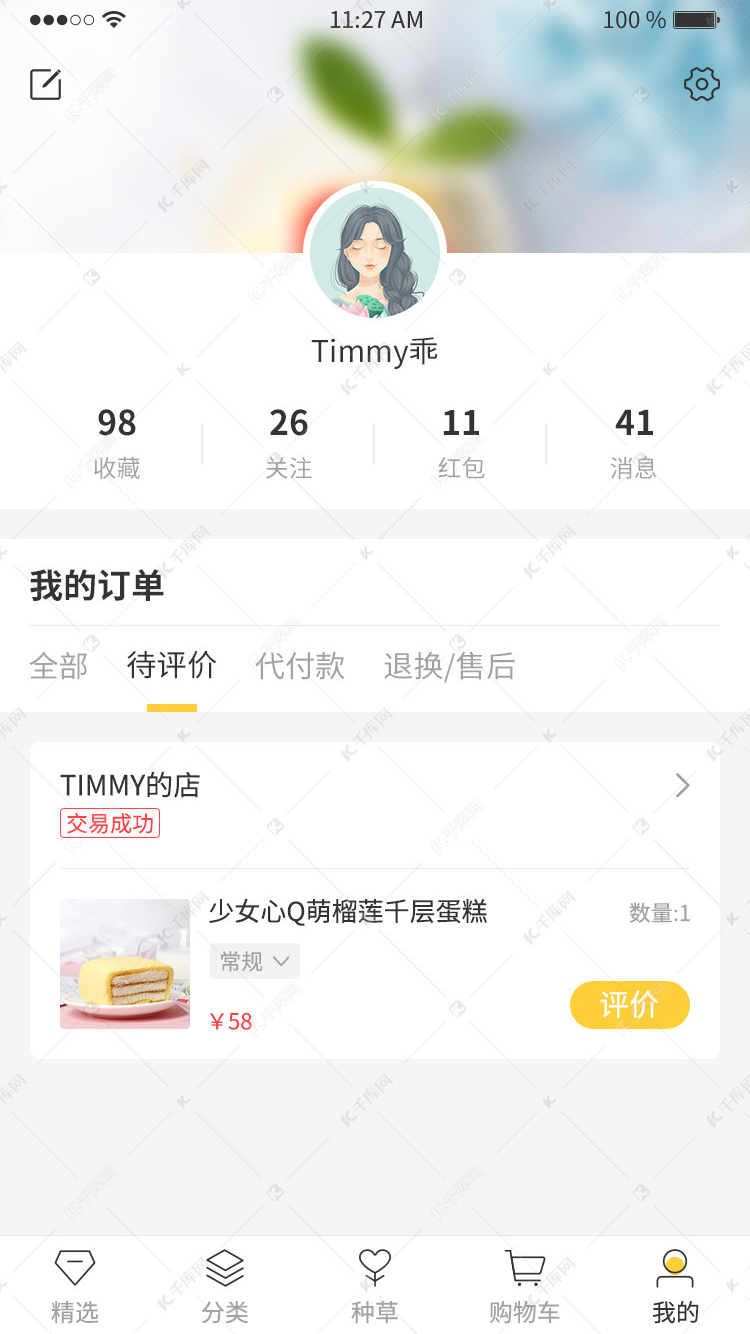 11:27 AM 100 %
Timmy乖
98 26 11 41
收藏 关注 红包 消息
我的订单
全部 待评价 代付款 退换/售后
TIMMY的店
交易成功
少女心Q萌榴莲千层蛋糕 数量:1
常规
￥58 评价
精选 分类 种草 购物车 我的
千库网